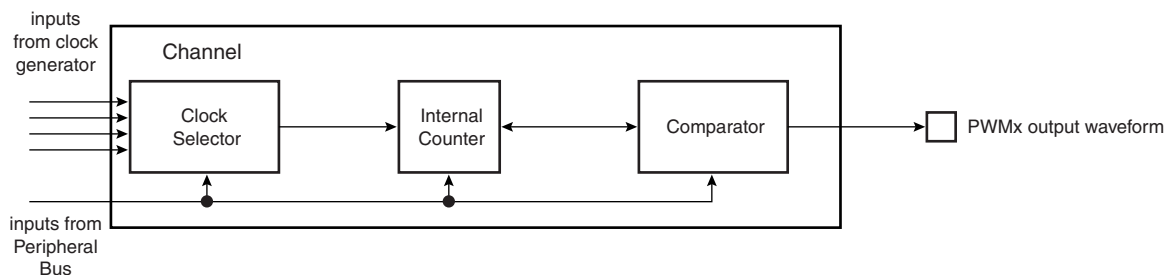 inputs
from clock
generator
Channel
Clock
Selector
Internal
Counter
Comparator
PWMx output waveform
inputs from
Peripheral
Bus